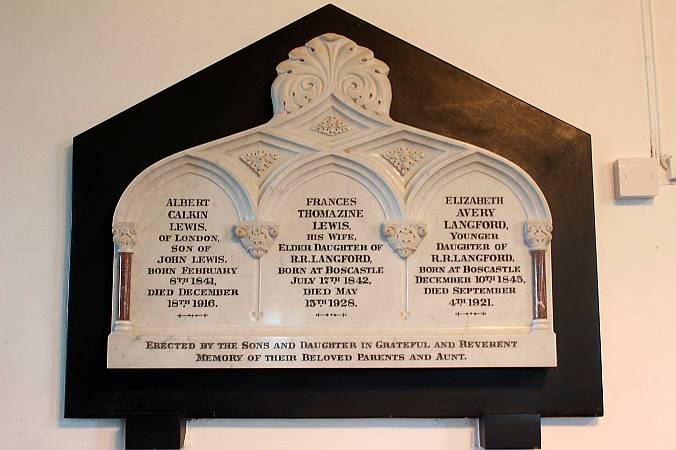 ALBERT
CALKIN
LEWIS,
OF LONDON,
SON OF
JOHN LEWIS,
BORN FEBRUARY
8TH 1841,
DIED DECEMBER
18TH 1916.
FRANCES
THOMAZINE
LEWIS,
HIS WIFE,
ELDER DAUGHTER OF
R.R. LANGFORD,
BORN AT BOSCASTLE
JULY 17TH 1842,
DIED MAY
13TH 1928.
ELIZABETH
AVERY
LANGFORD,
YOUNGER
DAUGHTER OF
R.R. LANGFORD,
BORN AT BOSCASTLE
DECEMBER 10TH 1845,
DIED SEPTEMBER
4TH 1921.
ERECTED BY THE SONS AND DAUGHTER IN GRATEFUL AND REVERENT
MEMORY OF THEIR BELOVED PARENTS AND AUNT.